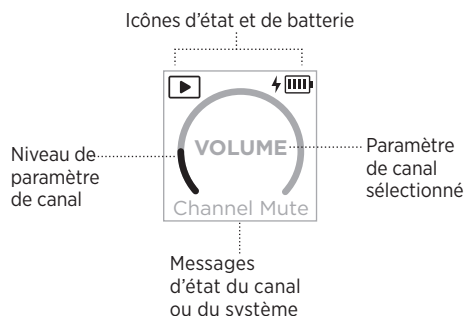 Icônes d’état et de batterie
VOLUME
Channel Mute
Niveau de
paramètre
de canal
Paramètre
de canal
sélectionné
Messages
d’état du canal
ou du système